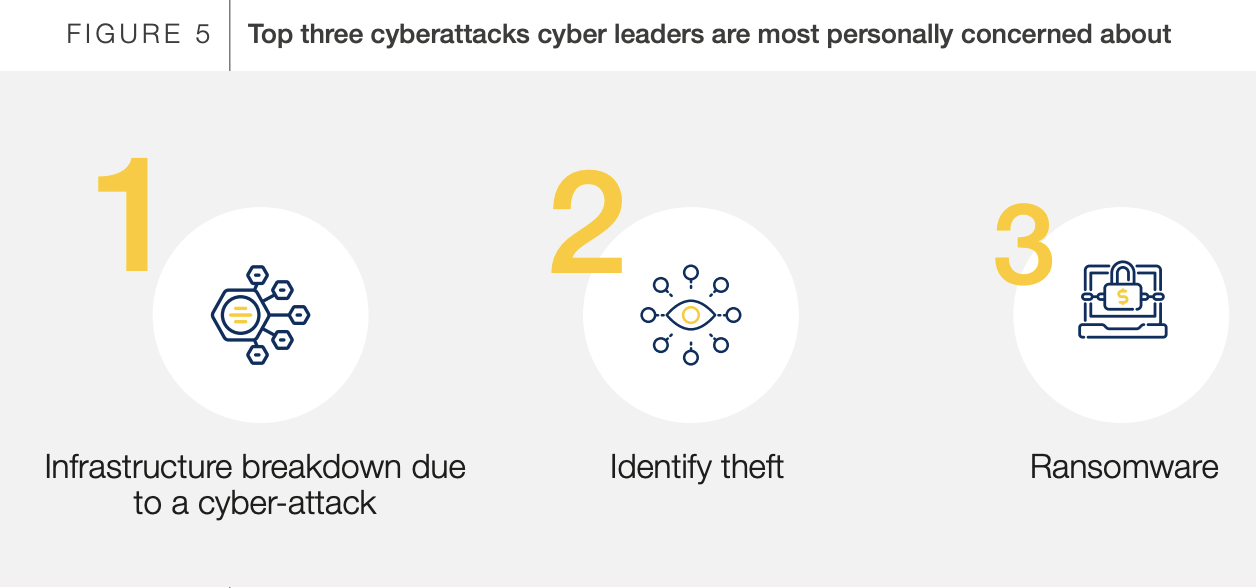 FIGURE 5
Top three cyberattacks cyber leaders are most personally concerned about
1
2
3
$
Infrastructure breakdown due
to a cyber-attack
Identify theft
Ransomware